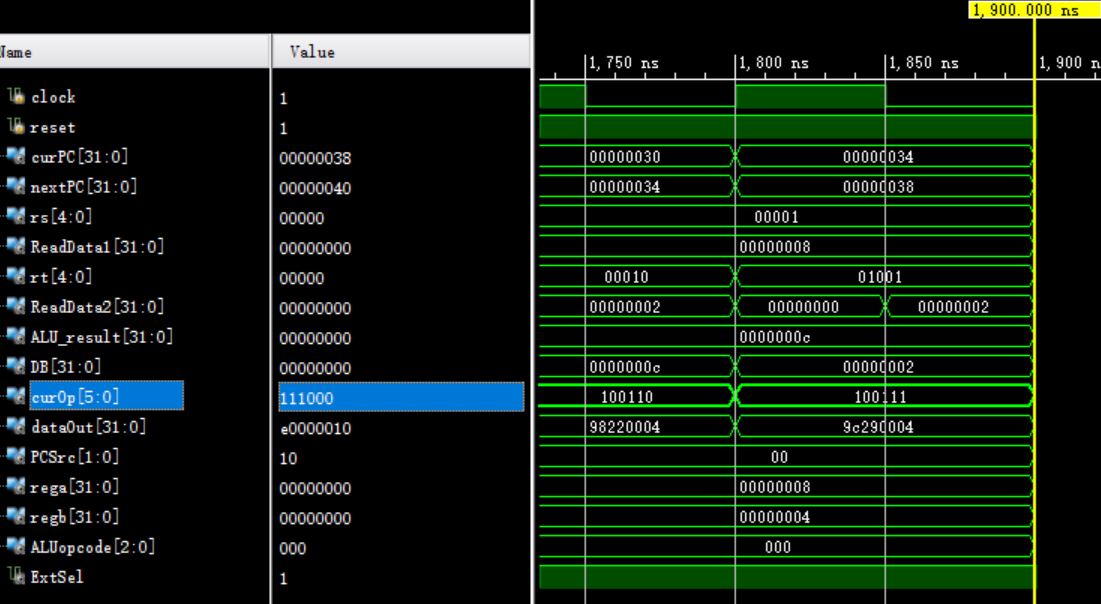 1,900.000 ns
Name Value
1,750 ns 1,800 ns 1,850 ns 1,900 n
clock 1
reset 1
curPC[31:0] 00000038 00000030 00000034
nextPC[31:0] 00000040 00000034 00000038
rs[4:0] 00000 00001
ReadData1[31:0] 00000000 00000008
rt[4:0] 00000 00010 01001
ReadData2[31:0] 00000000 00000002 00000000 00000002
ALU_result[31:0] 00000000 0000000c
DB[31:0] 00000000 0000000c 00000002
curOp[5:0] 111000 100110 100111
dataOut[31:0] e0000010 98220004 9c290004
PCSrc[1:0] 10 00
rega[31:0] 00000000 00000008
regb[31:0] 00000000 00000004
ALUopcode[2:0] 000 000
ExtSel 1